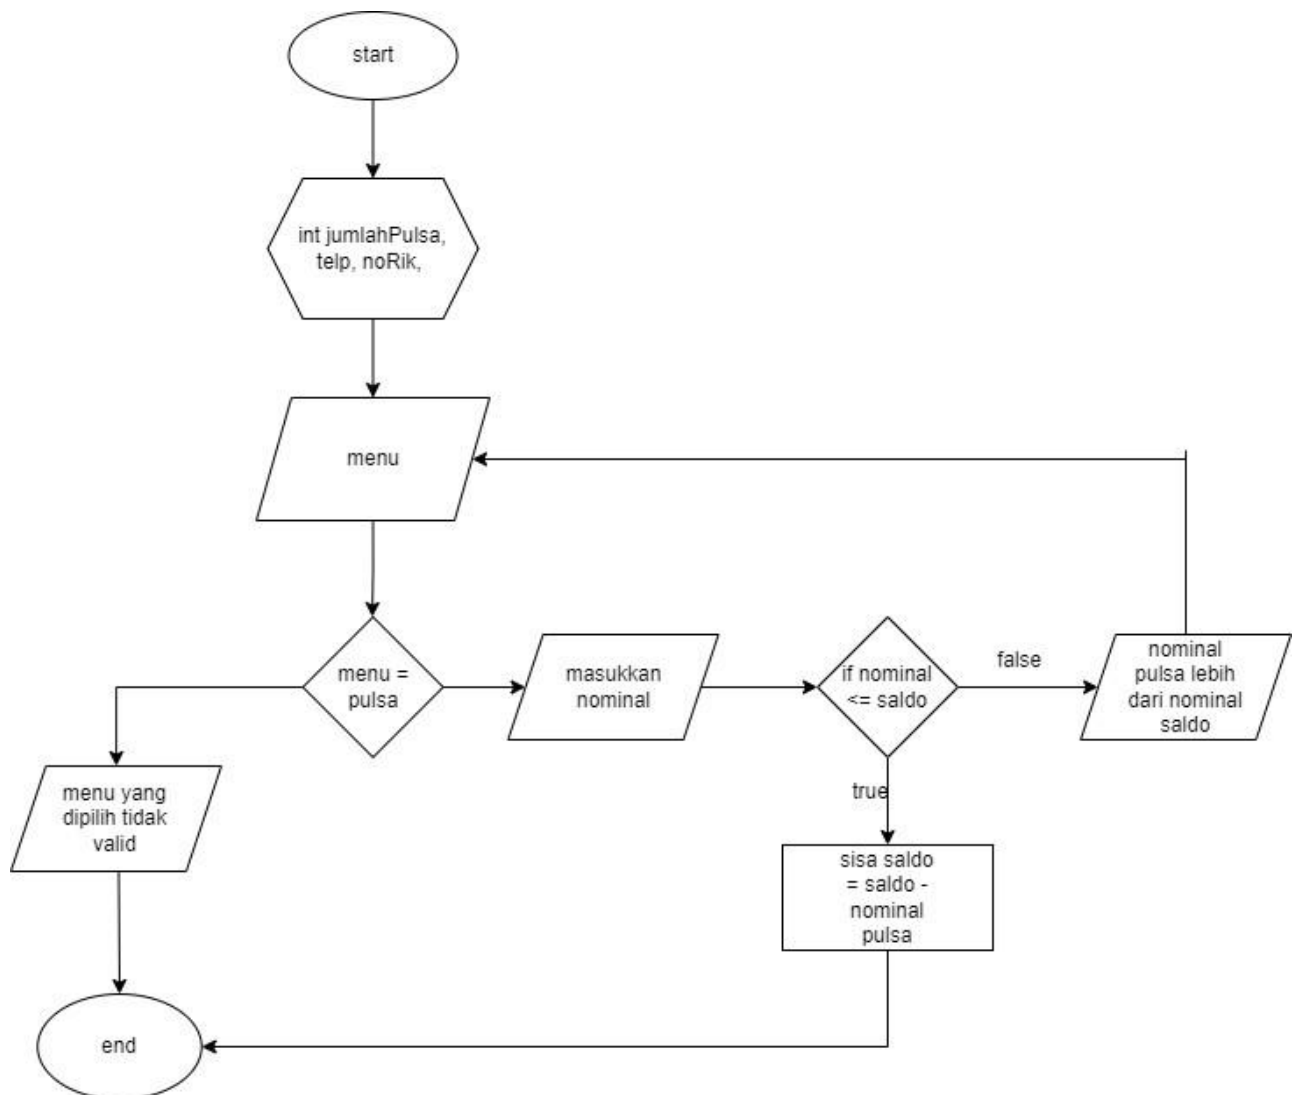 start
int jumlahPulsa,
telp, noRik,
menu
menu =
pulsa
masukkan
nominal
if nominal
<= saldo
false
nominal
pulsa lebih
dari nominal
saldo
true
menu yang
dipilih tidak
valid
sisa saldo
= saldo -
nominal
pulsa
end